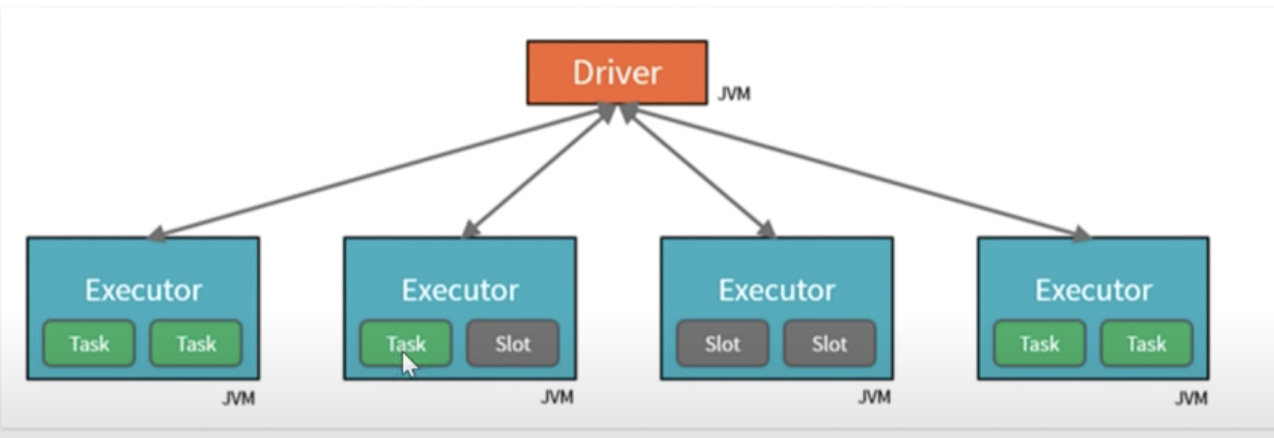 Driver
JVM
Executor Executor Executor Executor
Task Task Task Slot Slot Slot Task Task
JVM JVM JVM JVM